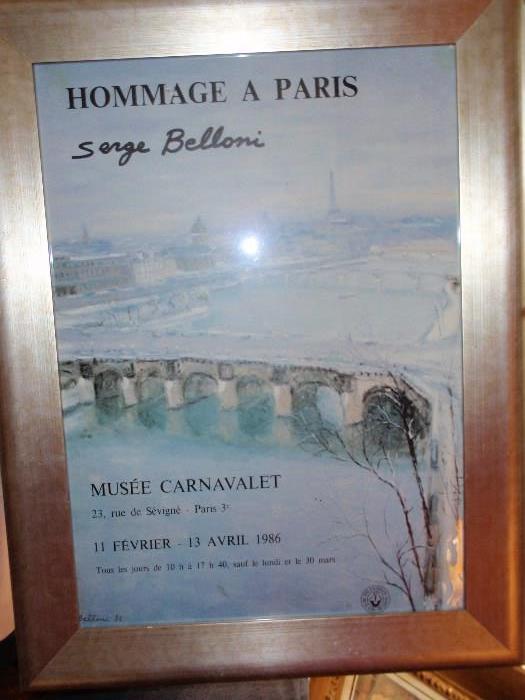 HOMMAGE A PARIS
Serge Belloni
MUSÉE CARNAVALET
23, rue de Sévigné - Paris 3e
11 FÉVRIER - 13 AVRIL 1986
Tous les jours de 10 h à 17 h 40, sauf le lundi et le 30 mars
Belloni